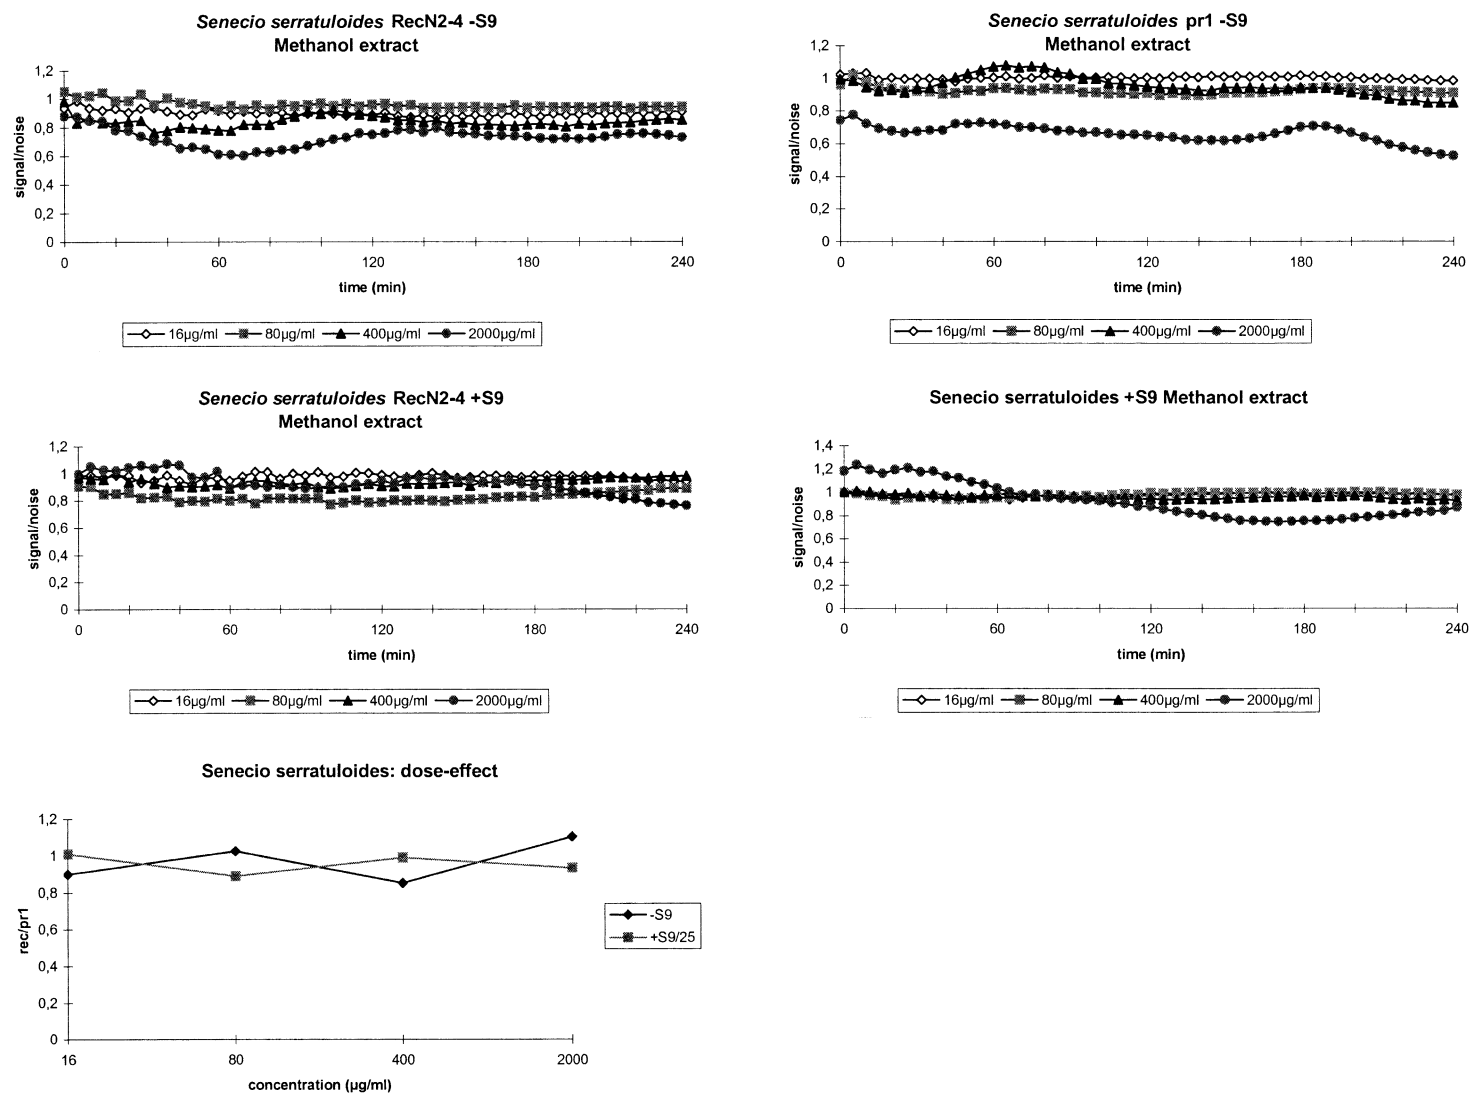 Senecio serratuloides RecN2-4 -S9
Methanol extract
1,2
1
0,8
0,6
0,4
0,2
0
signal/noise
0 60 120 180 240
time (min)
16µg/ml 80µg/ml 400µg/ml 2000µg/ml
Senecio serratuloides pr1 -S9
Methanol extract
1,2
1
0,8
0,6
0,4
0,2
0
signal/noise
0 60 120 180 240
time (min)
16µg/ml 80µg/ml 400µg/ml 2000µg/ml
Senecio serratuloides RecN2-4 +S9
Methanol extract
1,2
1
0,8
0,6
0,4
0,2
0
signal/noise
0 60 120 180 240
time (min)
16µg/ml 80µg/ml 400µg/ml 2000µg/ml
Senecio serratuloides +S9 Methanol extract
1,4
1,2
1
0,8
0,6
0,4
0,2
0
signal/noise
0 60 120 180 240
time (min)
16µg/ml 80µg/ml 400µg/ml 2000µg/ml
Senecio serratuloides: dose-effect
1,2
1
0,8
0,6
0,4
0,2
0
rec/pr1
16 80 400 2000
concentration (µg/ml)
-S9
+S9/25